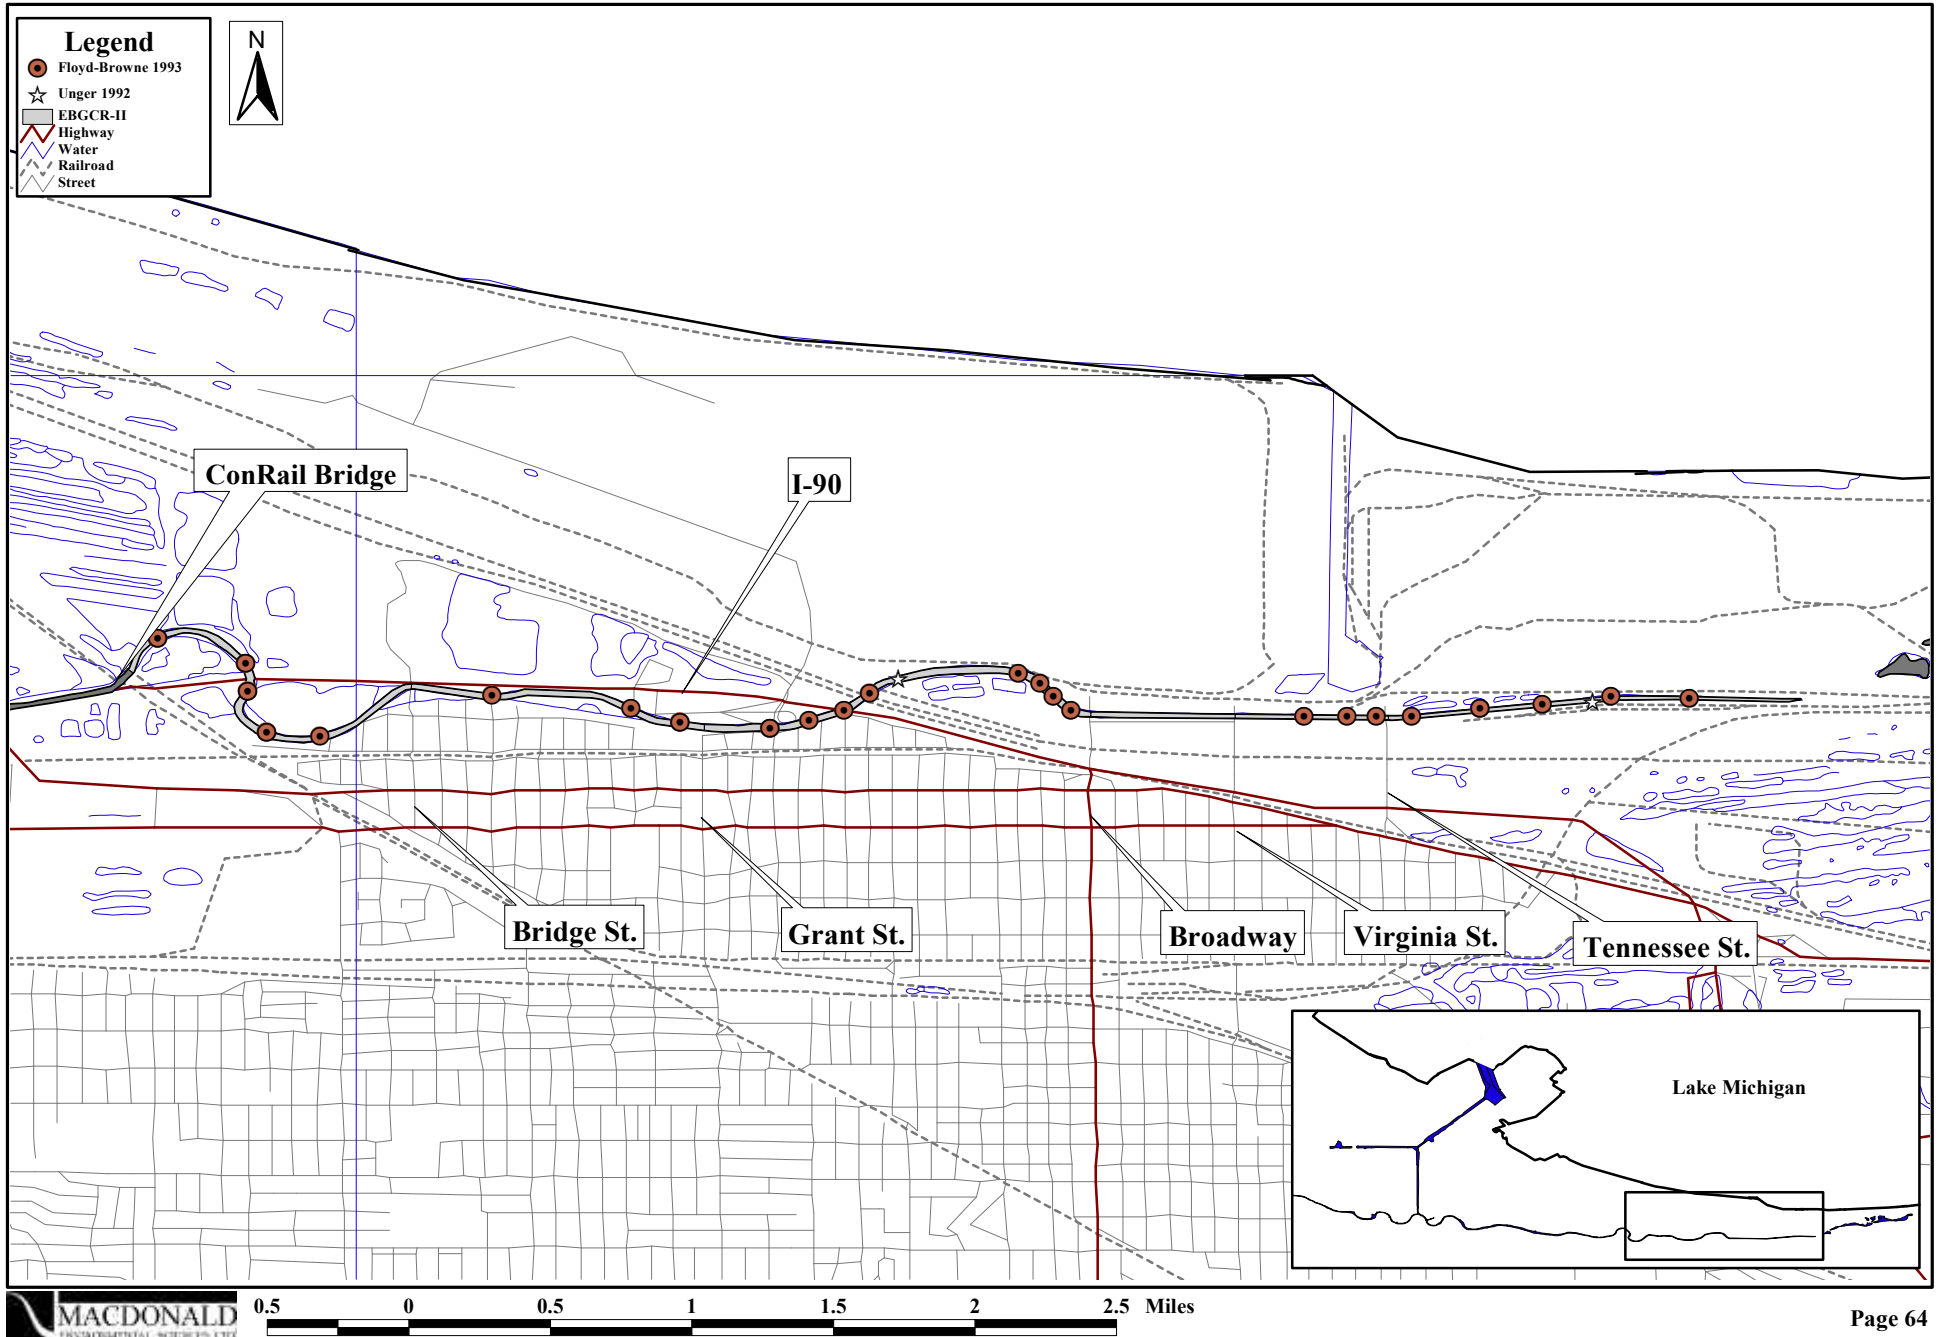 Legend
Floyd-Browne 1993
Unger 1992
EBGCR-II
Highway
Water
Railroad
Street
N
ConRail Bridge
I-90
Bridge St.
Grant St.
Broadway
Virginia St.
Tennessee St.
Lake Michigan
MACDONALD
0.5 0 0.5 1 1.5 2 2.5 Miles
Page 64